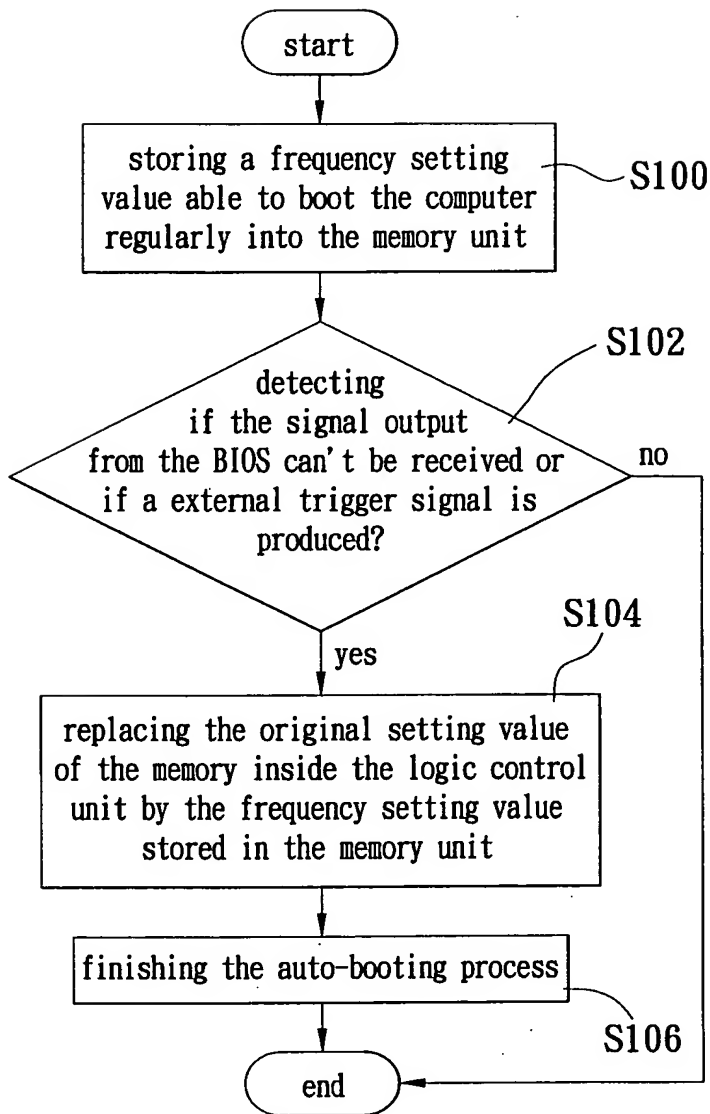 start
storing a frequency setting
value able to boot the computer
regularly into the memory unit
S100
S102
detecting
if the signal output
from the BIOS can't be received or
if a external trigger signal is
produced?
no
yes
S104
replacing the original setting value
of the memory inside the logic control
unit by the frequency setting value
stored in the memory unit
finishing the auto-booting process
S106
end